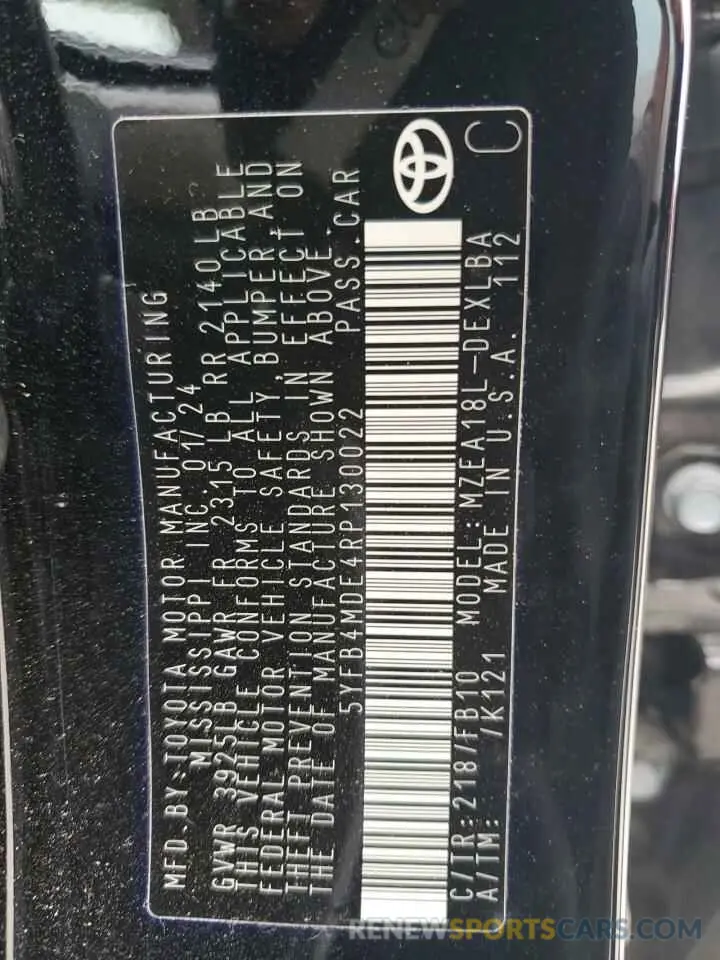 MFD.BY:TOYOTA MOTOR MANUFACTURING
MISSISSIPPI INC. 01/24
GVWR 3925LB GAWR FR 2315 LB RR 2140LB
THIS VEHICLE CONFORMS TO ALL APPLICABLE
FEDERAL MOTOR VEHICLE SAFETY, BUMPER, AND
THEFT PREVENTION STANDARDS IN EFFECT ON
THE DATE OF MANUFACTURE SHOWN ABOVE.
5YFB4MDE4RP130022 PASS.CAR
C/TR:218/FB10 MODEL:MZEA18L-DEXLBA
A/TM: /K121 MADE IN U.S.A. 112
C
RENEWSPORTSCARS.COM